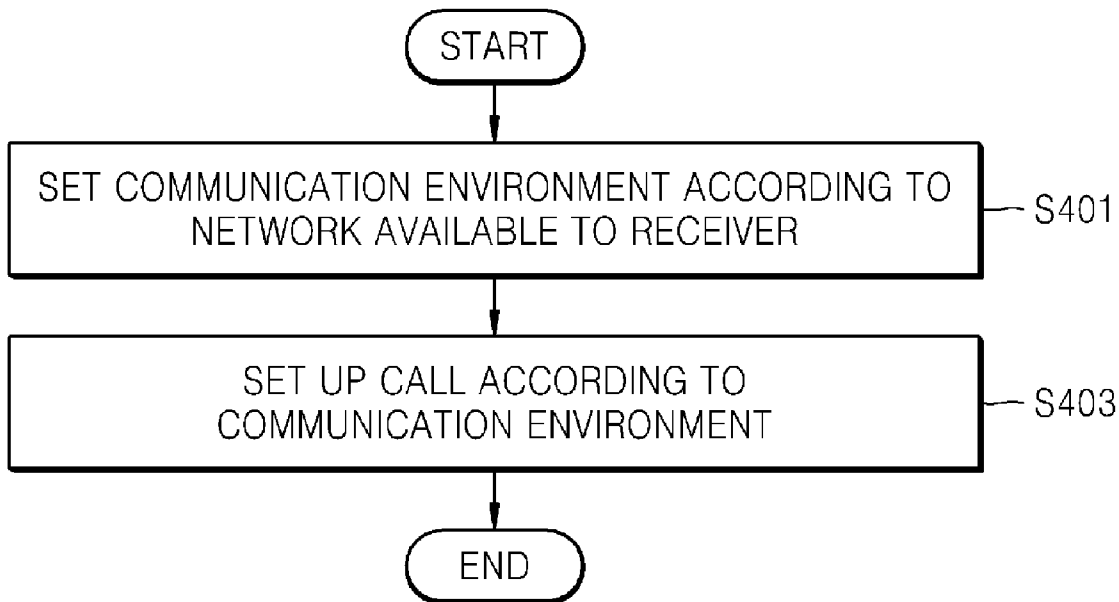 START
SET COMMUNICATION ENVIRONMENT ACCORDING TO
NETWORK AVAILABLE TO RECEIVER
S401
SET UP CALL ACCORDING TO
COMMUNICATION ENVIRONMENT
S403
END